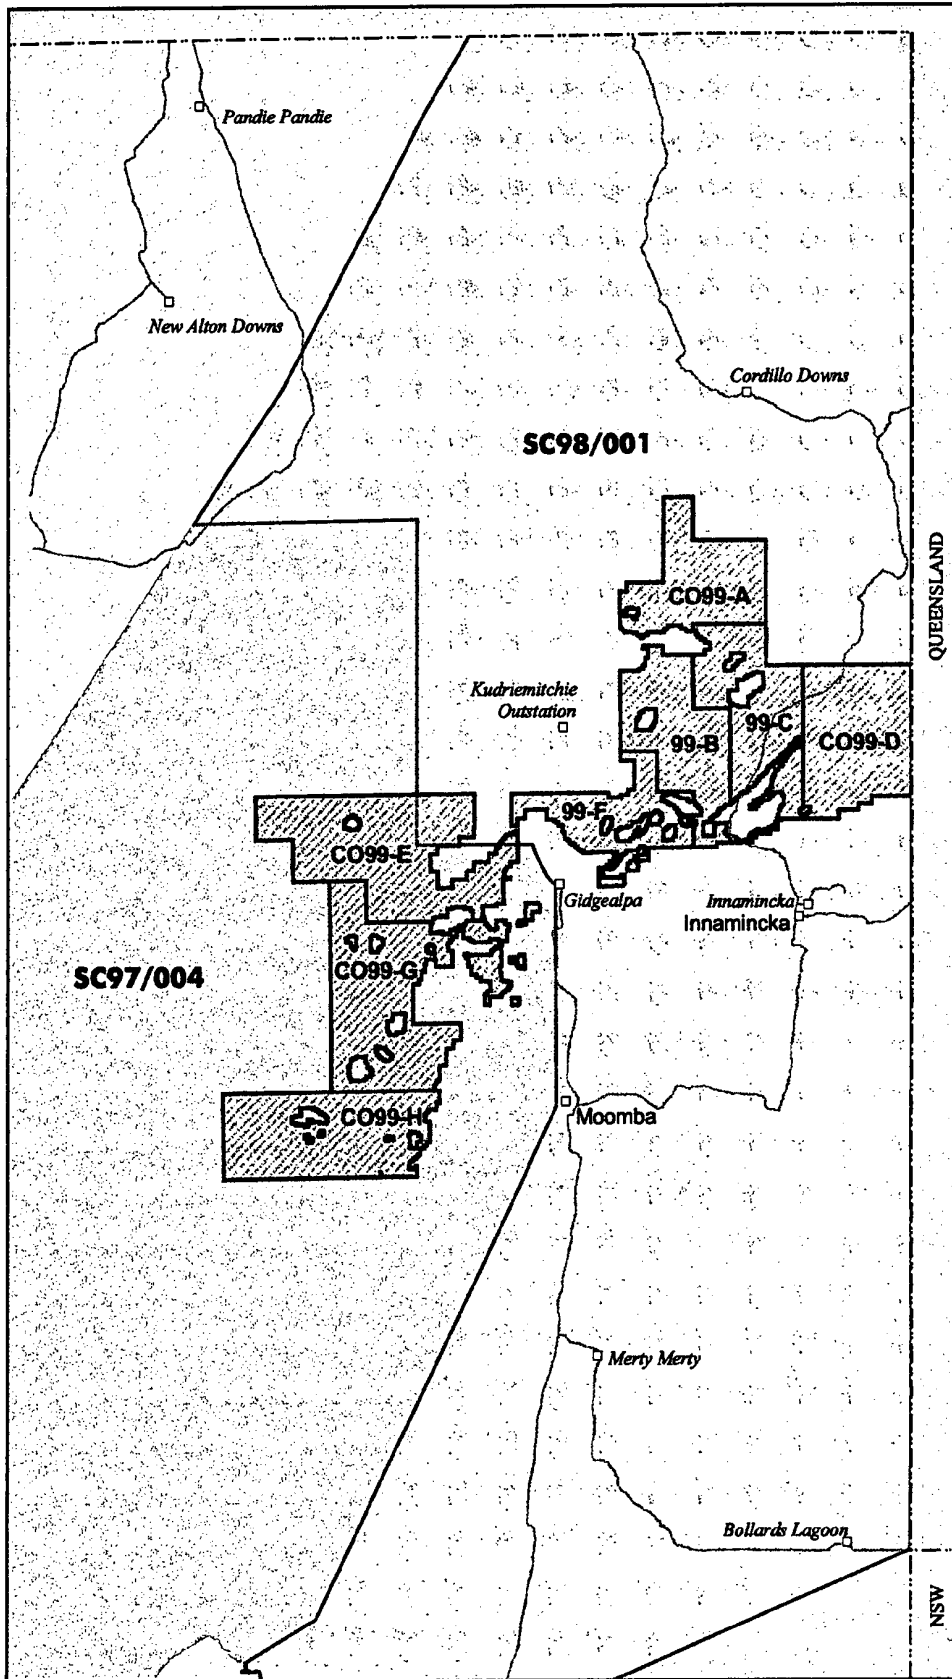 Pandie Pandie
New Alton Downs
Cordillo Downs
SC98/001
QUEENSLAND
CO99-A
Kudriemitchie
Outstation
99-B
99-C
CO99-D
99-F
CO99-E
Gidgealpa
Innamincka
Innamincka
SC97/004
CO99-G
CO99-H
Moomba
Merty Merty
Bollards Lagoon
NSW